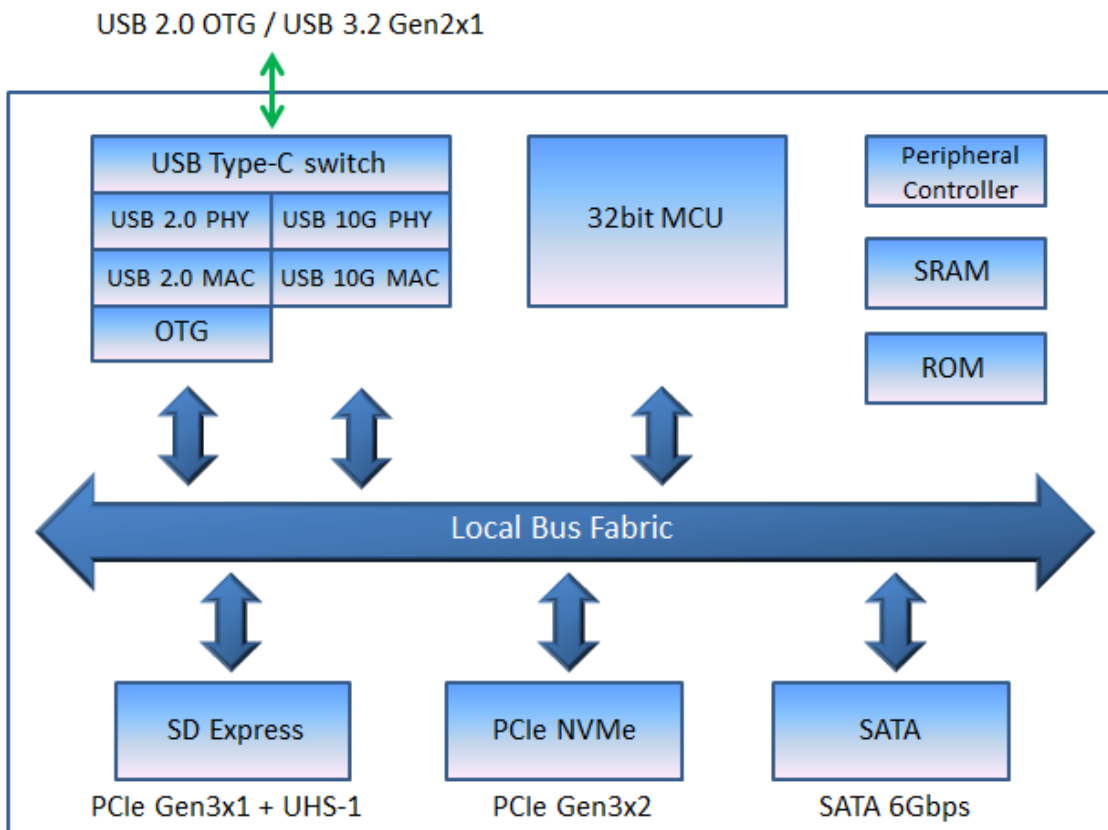 USB 2.0 OTG / USB 3.2 Gen2x1
USB Type-C switch
USB 2.0 PHY
USB 10G PHY
USB 2.0 MAC
USB 10G MAC
OTG
32bit MCU
Peripheral
Controller
SRAM
ROM
Local Bus Fabric
SD Express
PCIe NVMe
SATA
PCIe Gen3x1 + UHS-1
PCIe Gen3x2
SATA 6Gbps